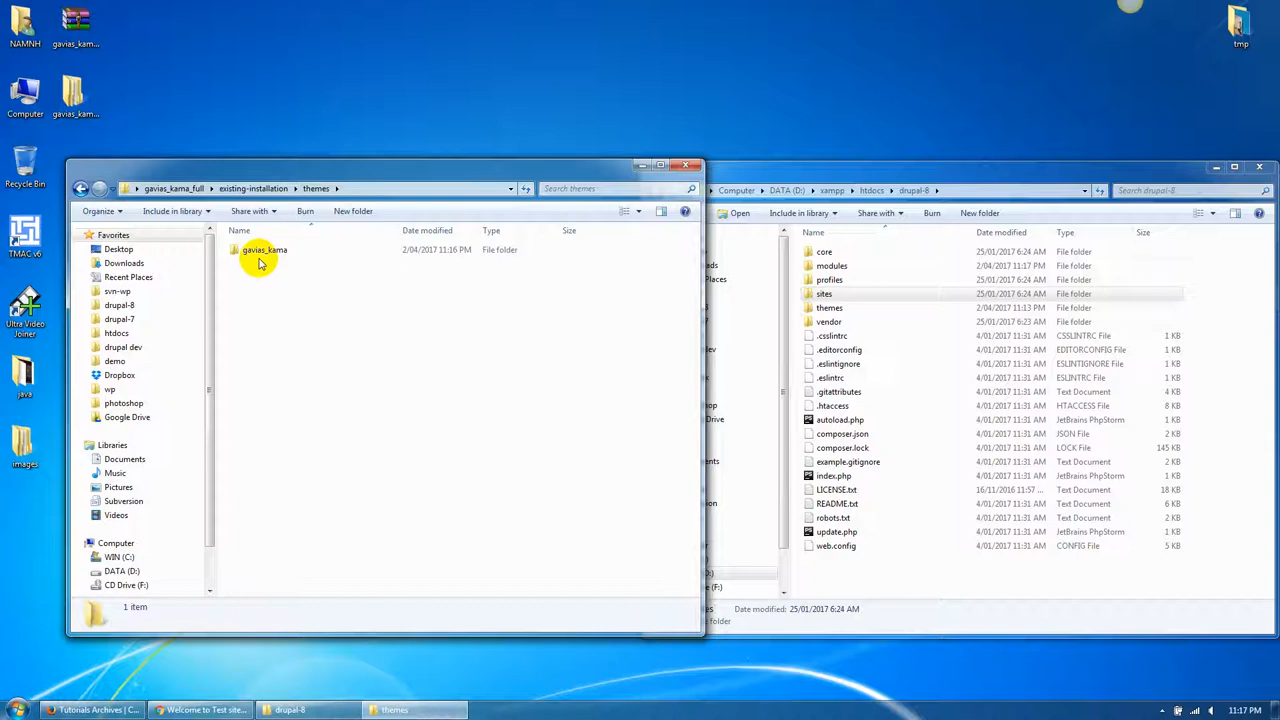 NAMNH
gavias_kam...
tmp
Computer
gavias_kam...
Recycle Bin
TMAC v6
Ultra Video
Joiner
java
images
gavias_kama_full
existing-installation
themes
Search themes
Organize
Include in library
Share with
Burn
New folder
Name
Date modified
Type
Size
gavias_kama
2/04/2017 11:16 PM
File folder
Favorites
Desktop
Downloads
Recent Places
svn-wp
drupal-8
drupal-7
htdocs
drupal dev
demo
Dropbox
wp
photoshop
Google Drive
Libraries
Documents
Music
Pictures
Subversion
Videos
Computer
WIN (C:)
DATA (D:)
CD Drive (F:)
1 item
Computer
DATA (D:)
xampp
htdocs
drupal-8
Search drupal-8
Open
Include in library
Share with
Burn
New folder
Name
Date modified
Type
Size
core 25/01/2017 6:24 AM File folder
modules 2/04/2017 11:17 PM File folder
profiles 25/01/2017 6:24 AM File folder
sites 25/01/2017 6:24 AM File folder
themes 2/04/2017 11:13 PM File folder
vendor 25/01/2017 6:23 AM File folder
.csslintrc 4/01/2017 11:31 AM CSSLINTRC File 1 KB
.editorconfig 4/01/2017 11:31 AM EDITORCONFIG File 1 KB
.eslintignore 4/01/2017 11:31 AM ESLINTIGNORE File 1 KB
.eslintrc 4/01/2017 11:31 AM ESLINTRC File 1 KB
.gitattributes 4/01/2017 11:31 AM Text Document 4 KB
.htaccess 4/01/2017 11:31 AM HTACCESS File 8 KB
autoload.php 4/01/2017 11:31 AM JetBrains PhpStorm 1 KB
composer.json 4/01/2017 11:31 AM JSON File 2 KB
composer.lock 4/01/2017 11:31 AM LOCK File 145 KB
example.gitignore 4/01/2017 11:31 AM Text Document 2 KB
index.php 4/01/2017 11:31 AM JetBrains PhpStorm 1 KB
LICENSE.txt 16/11/2016 11:57 ... Text Document 18 KB
README.txt 4/01/2017 11:31 AM Text Document 6 KB
robots.txt 4/01/2017 11:31 AM Text Document 2 KB
update.php 4/01/2017 11:31 AM JetBrains PhpStorm 1 KB
web.config 4/01/2017 11:31 AM CONFIG File 5 KB
Date modified: 25/01/2017 6:24 AM
Tutorials Archives | C...
Welcome to Test site...
drupal-8
themes
11:17 PM